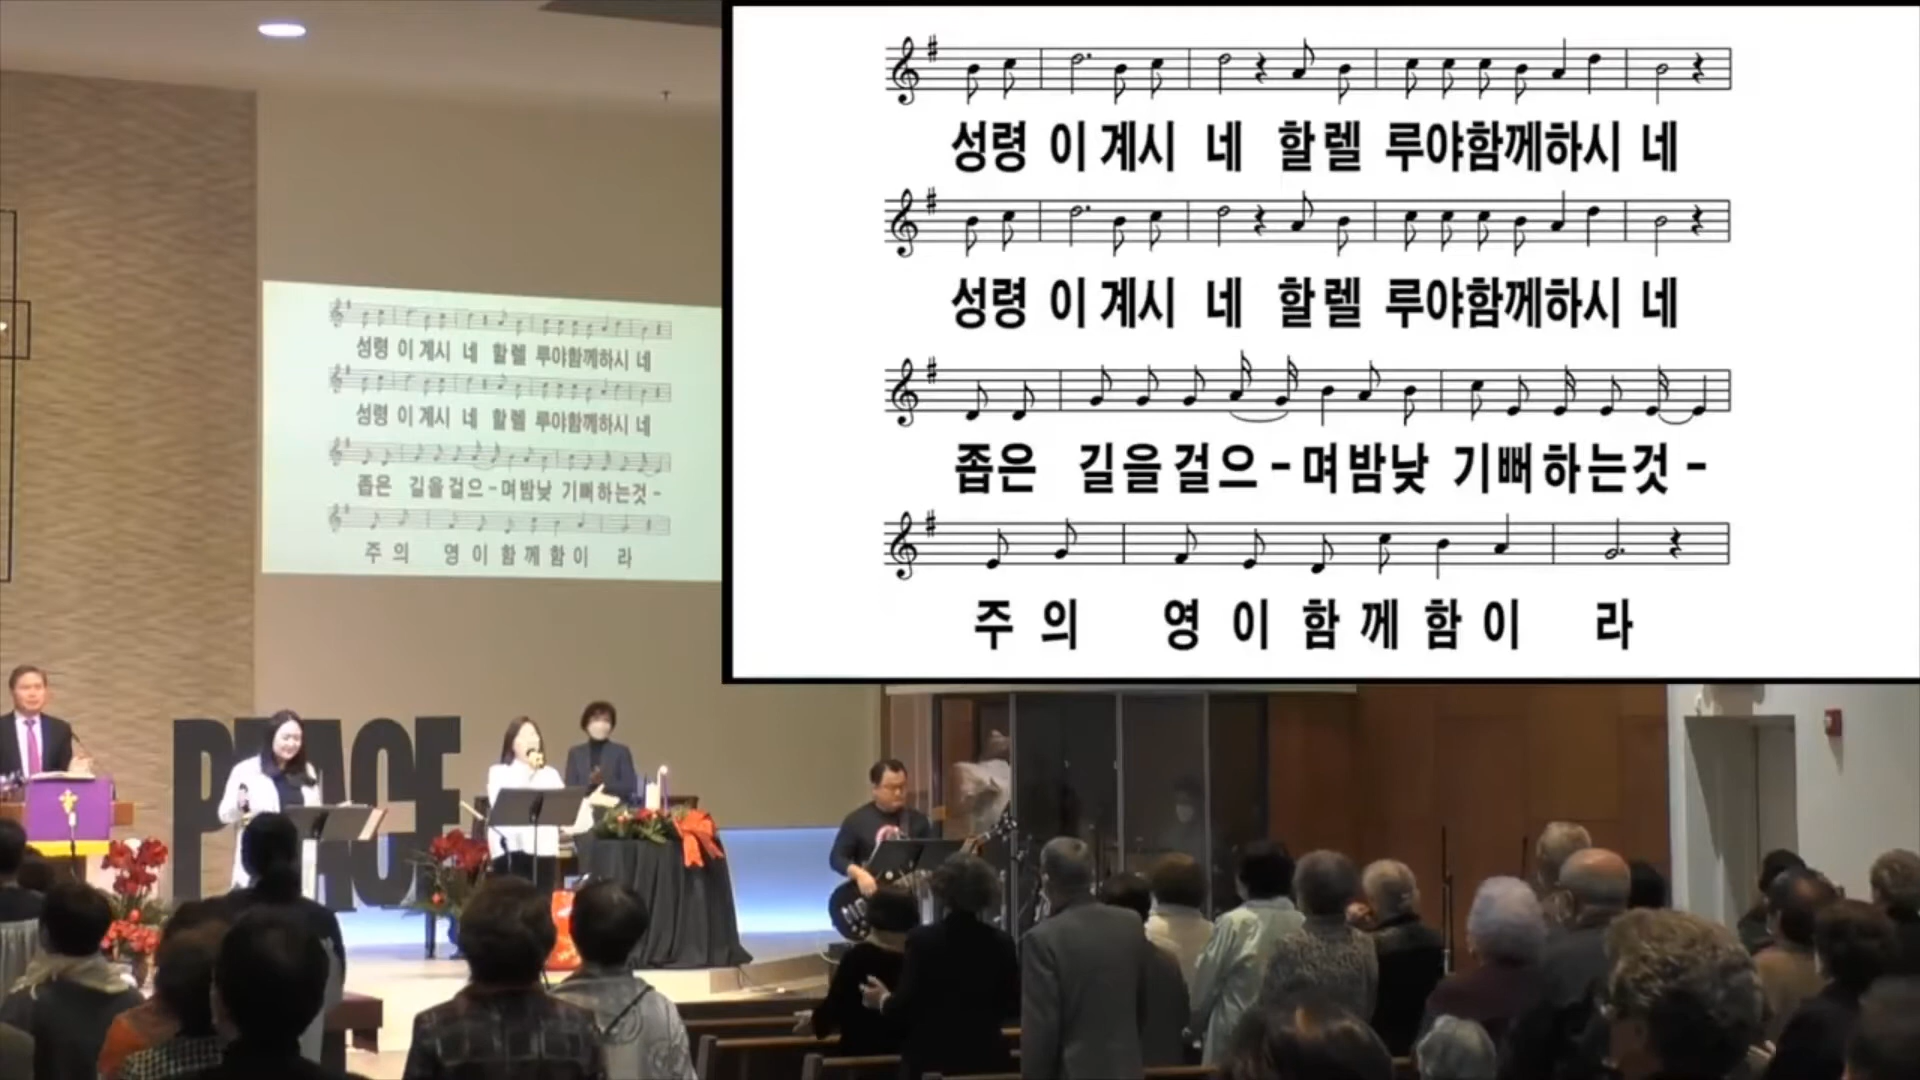 성령 이 계시 네 할렐 루야함께하시 네
성령 이 계시 네 할렐 루야함께하시 네
좁은 길을걸으-며밤낮 기뻐하는것-
주 의 영 이 함 께 함 이 라
성령 이 계시 네 할렐 루야함께하시 네
성령 이 계시 네 할렐 루야함께하시 네
좁은 길을걸으-며밤낮 기뻐하는것-
주 의 영 이 함 께 함 이 라
PEACE